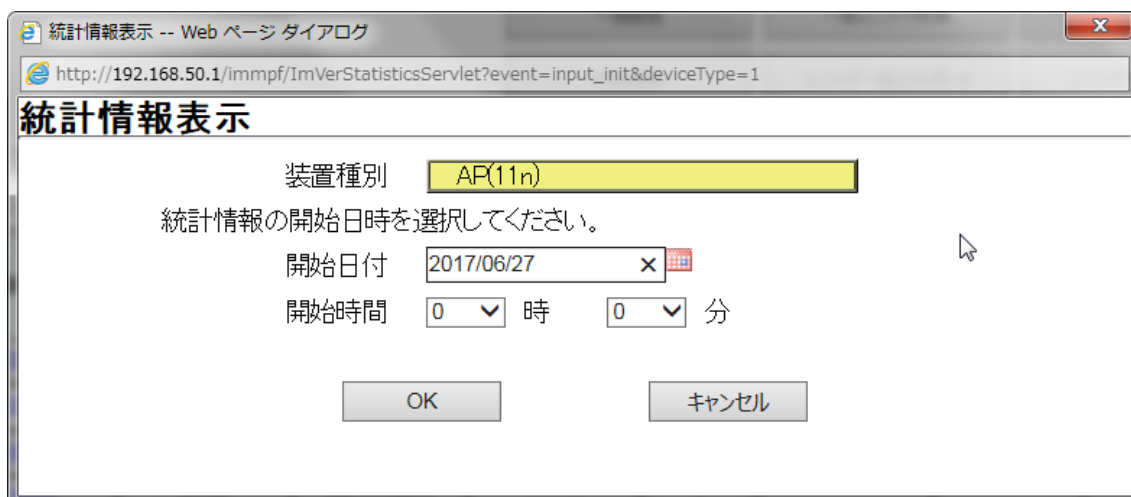 統計情報表示 -- Web ページ ダイアログ
x
http://192.168.50.1/immpf/ImVerStatisticsServlet?event=input_init&deviceType=1
統計情報表示
装置種別 AP(11n)
統計情報の開始日時を選択してください。
開始日付 2017/06/27 ×
開始時間 0 時 0 分
OK キャンセル